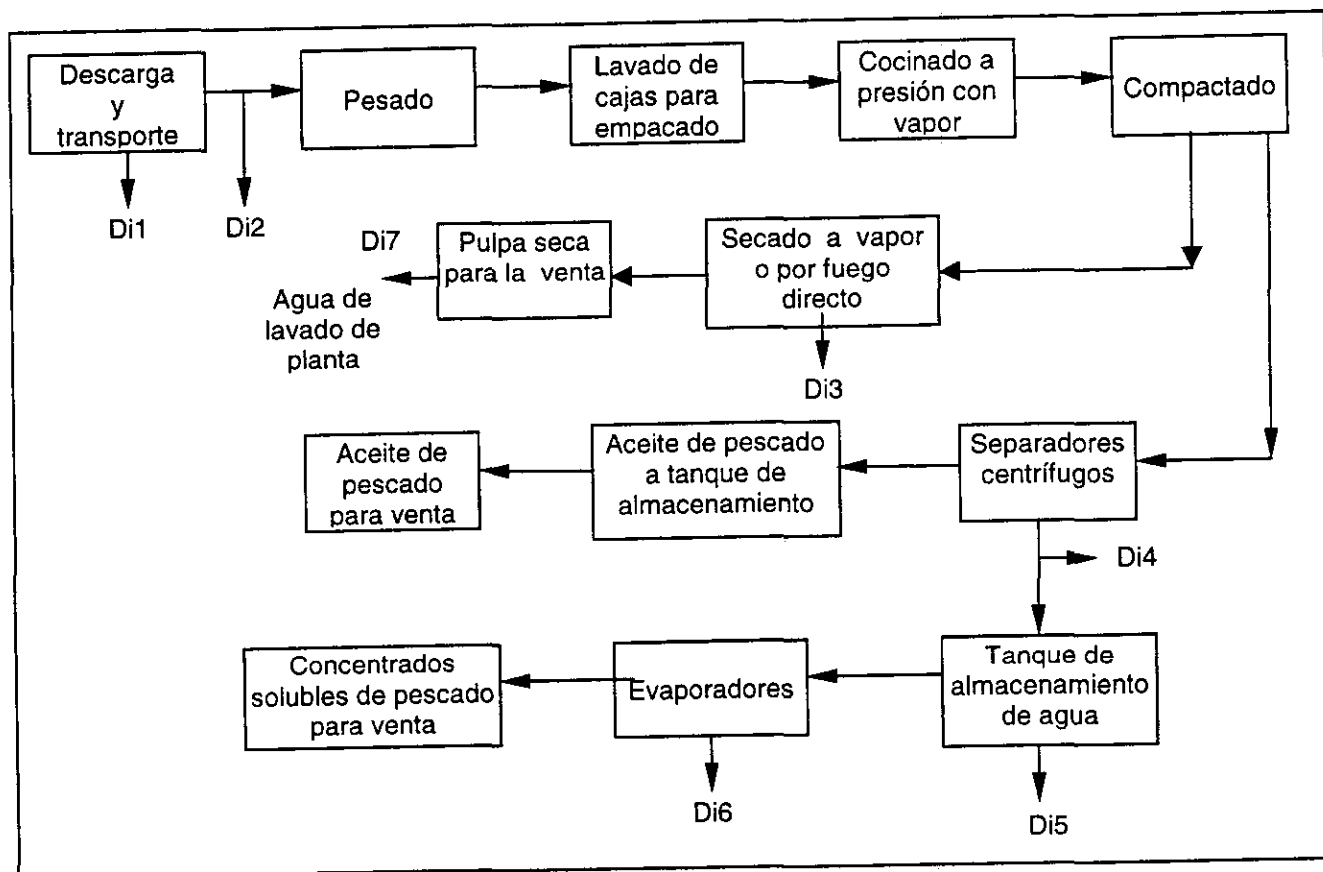 Descarga
y
transporte
Pesado
Lavado de
cajas para
empacado
Cocinado a
presión con
vapor
Compactado
Di1
Di2
Di7
Agua de
lavado de
planta
Pulpa seca
para la venta
Secado a vapor
o por fuego
directo
Di3
Aceite de
pescado
para venta
Aceite de pescado
a tanque de
almacenamiento
Separadores
centrífugos
Di4
Concentrados
solubles de pescado
para venta
Evaporadores
Tanque de
almacenamiento
de agua
Di6
Di5